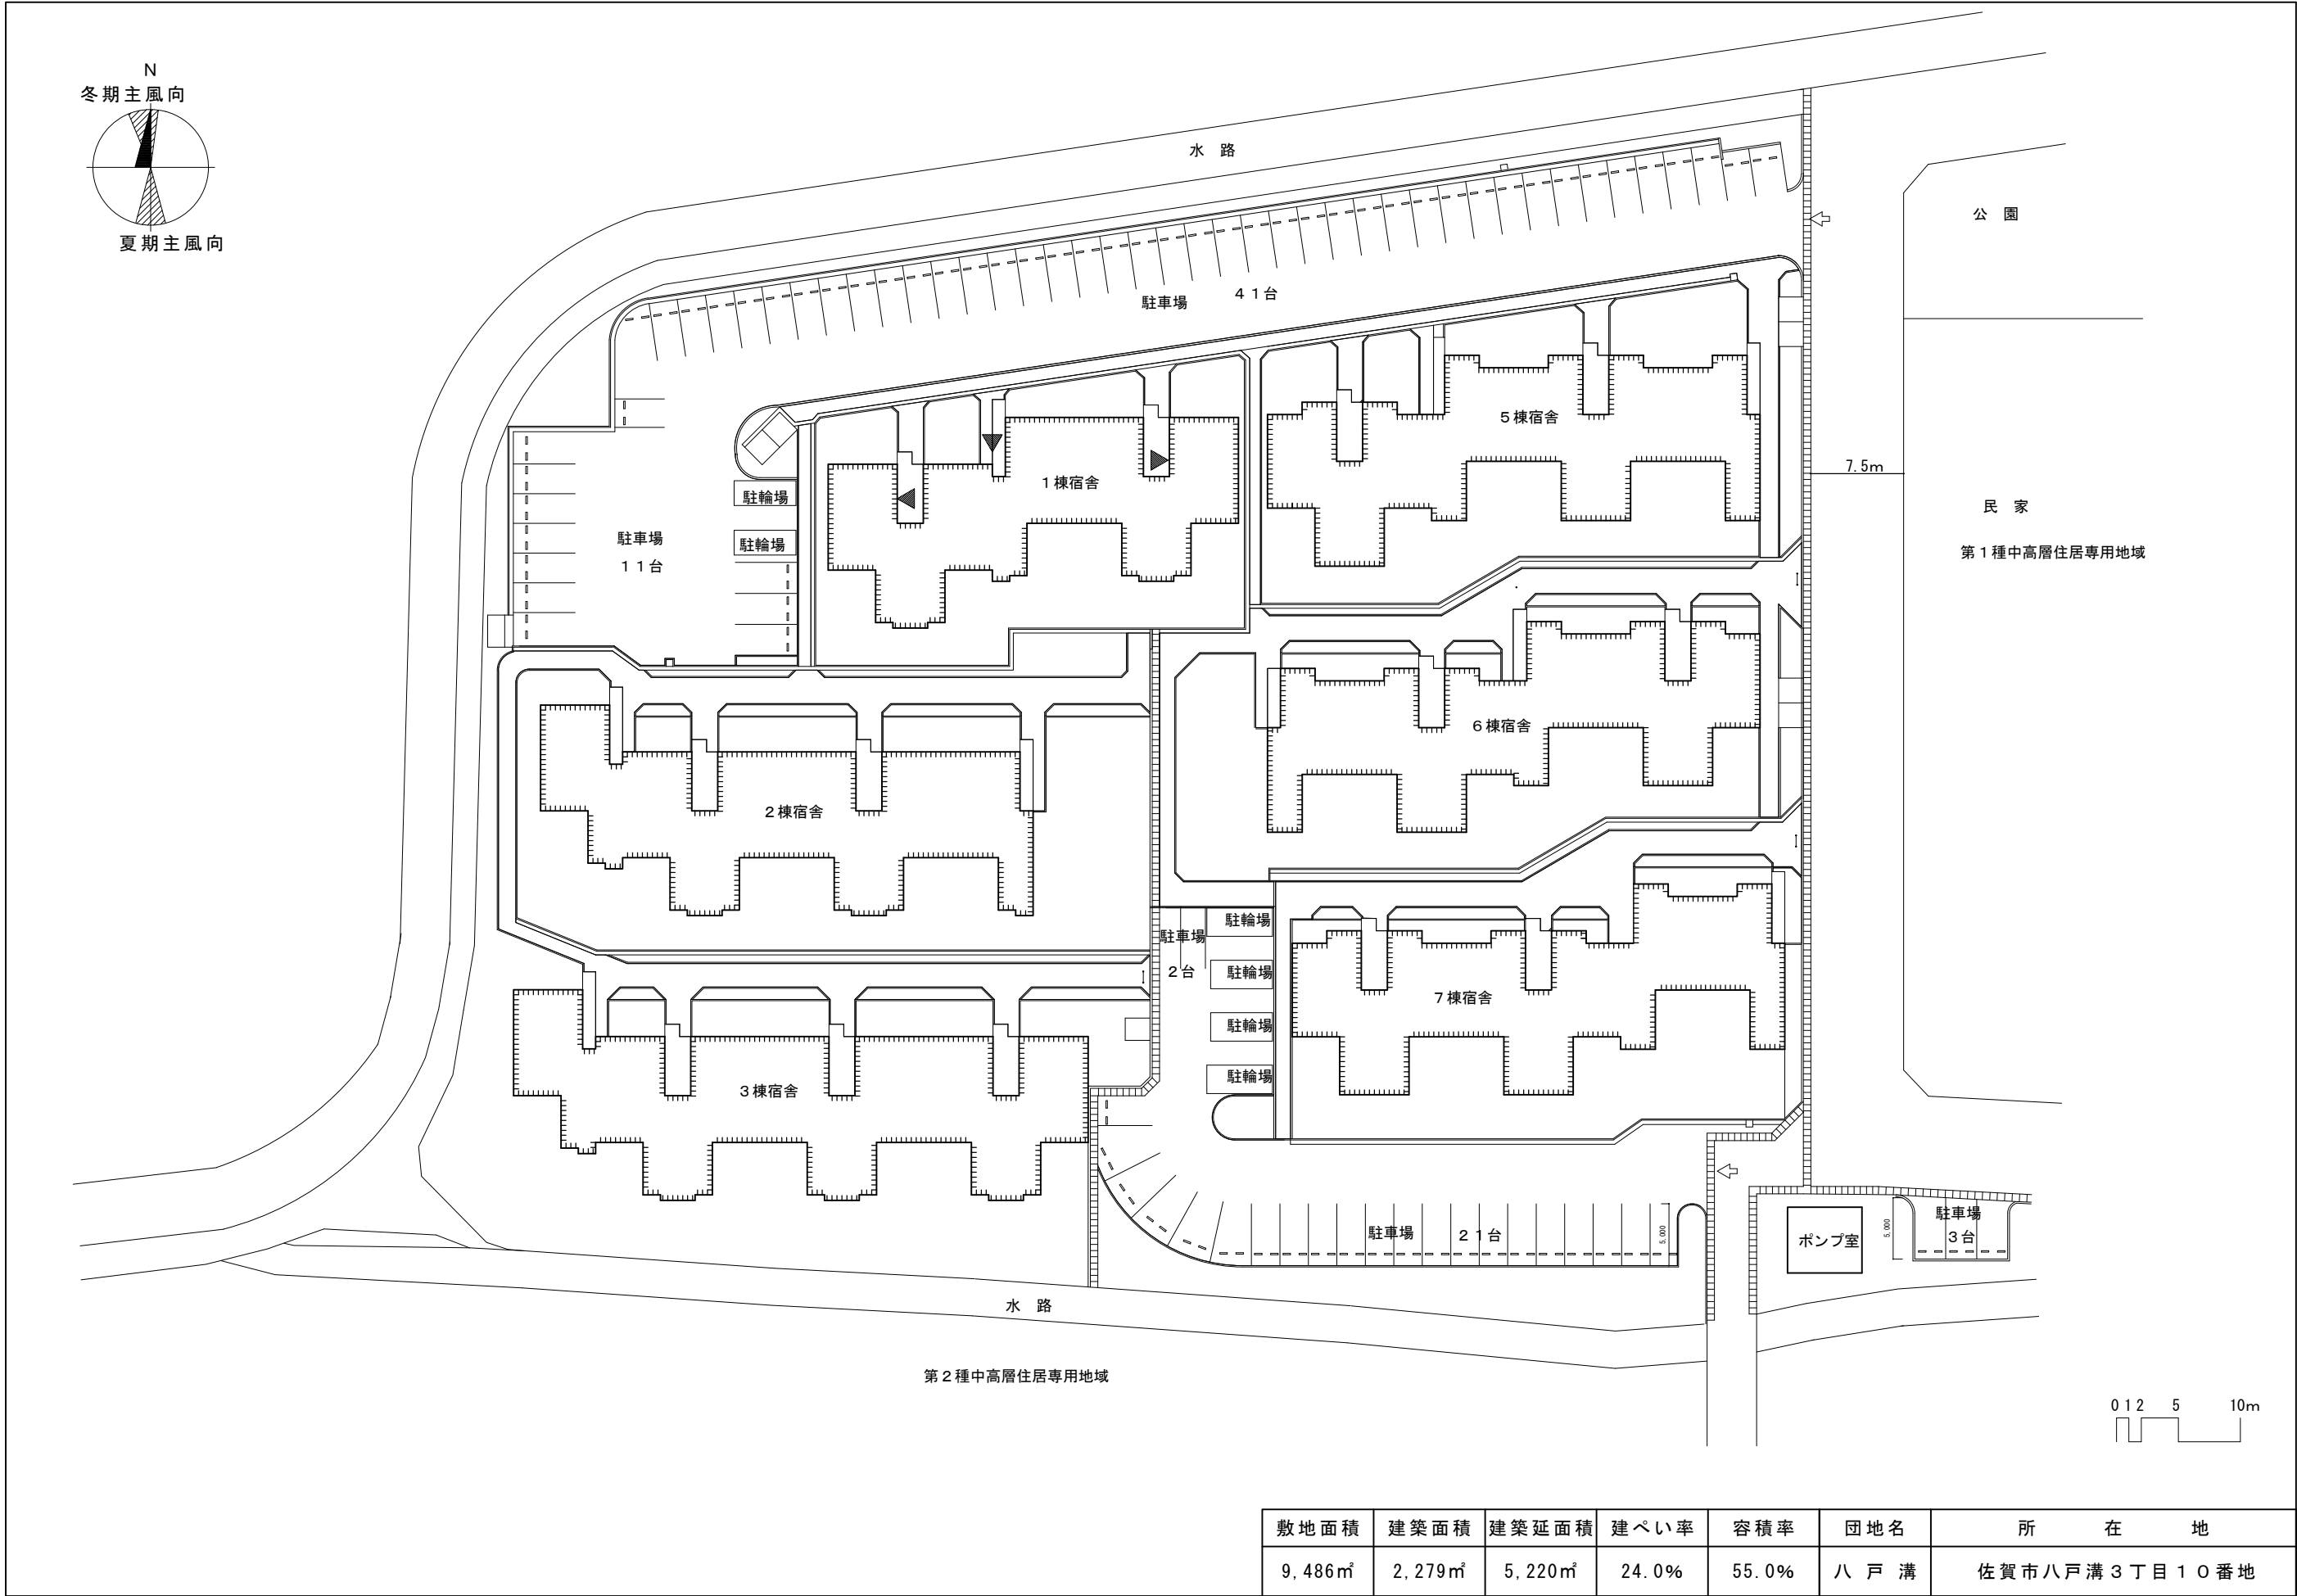 N
冬期主風向
夏期主風向
水 路
公 園
駐車場 41台
5棟宿舎
7.5m
1棟宿舎
駐輪場
民 家
駐車場
11台
駐輪場
第1種中高層住居専用地域
6棟宿舎
2棟宿舎
駐輪場
駐車場
2台
駐輪場
7棟宿舎
駐輪場
駐輪場
3棟宿舎
駐車場 21台
5,000
ポンプ室
5,000
駐車場
3台
水 路
第2種中高層住居専用地域
0 1 2 5 10m
敷地面積 建築面積 建築延面積 建ぺい率 容積率 団地名 所 在 地
9,486㎡ 2,279㎡ 5,220㎡ 24.0% 55.0% 八 戸 溝 佐賀市八戸溝3丁目10番地